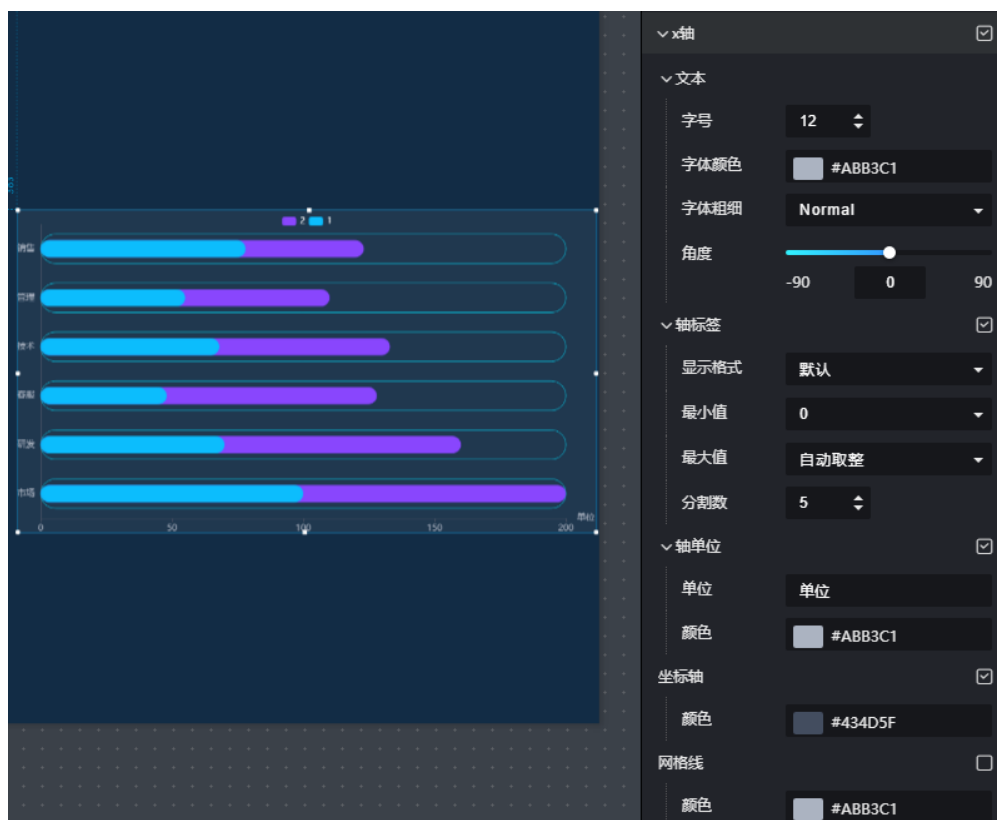 2 1
销售
管理
技术
客服
研发
市场
单位
0 50 100 150 200
x轴
文本
字号 12
字体颜色 #ABB3C1
字体粗细 Normal
角度
-90 0 90
轴标签
显示格式 默认
最小值 0
最大值 自动取整
分割数 5
轴单位
单位 单位
颜色 #ABB3C1
坐标轴
颜色 #434D5F
网格线
颜色 #ABB3C1